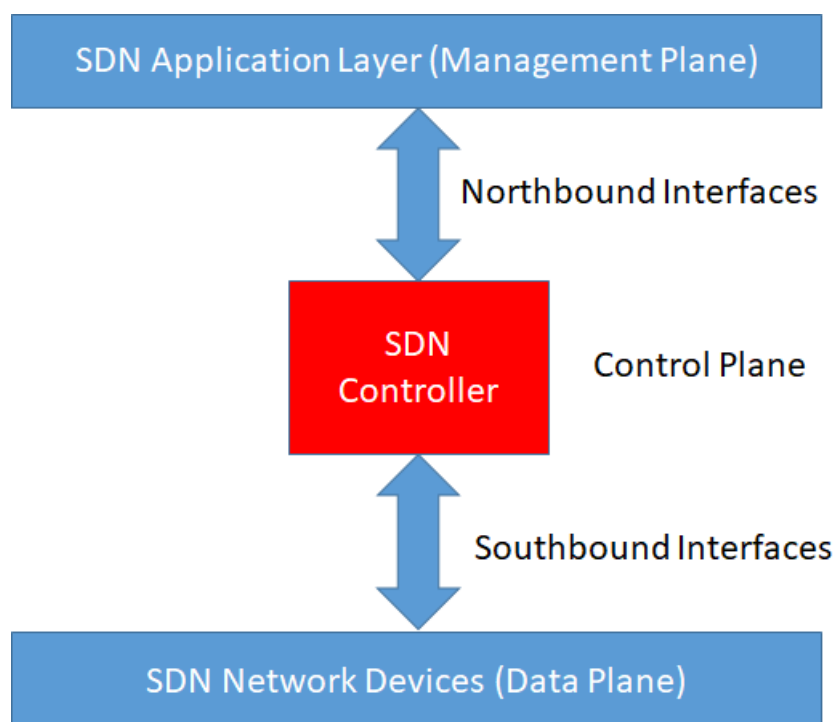 SDN Application Layer (Management Plane)
Northbound Interfaces
SDN
Controller
Control Plane
Southbound Interfaces
SDN Network Devices (Data Plane)